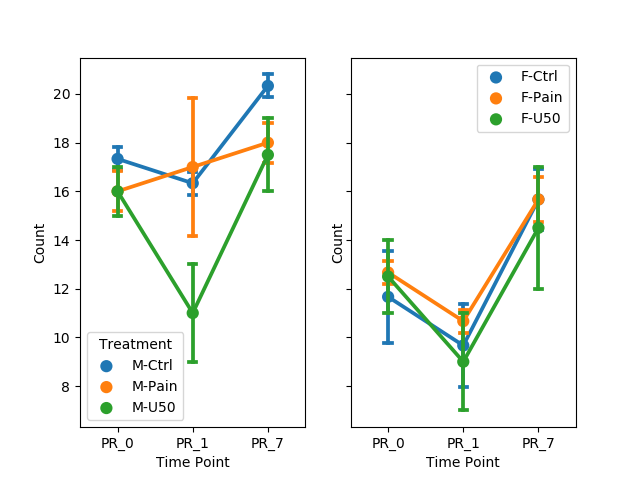 20
18
16
14
12
10
8
Count
Treatment
M-Ctrl
M-Pain
M-U50
PR_0 PR_1 PR_7
Time Point
Count
F-Ctrl
F-Pain
F-U50
PR_0 PR_1 PR_7
Time Point